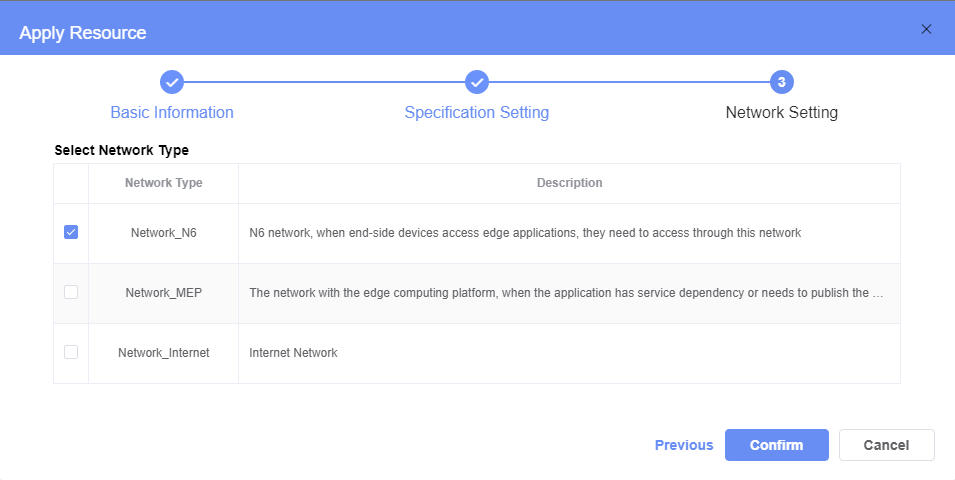 Apply Resource
3
Basic Information
Specification Setting
Network Setting
Select Network Type
Network Type
Description
Network_N6
N6 network, when end-side devices access edge applications, they need to access through this network
Network_MEP
The network with the edge computing platform, when the application has service dependency or needs to publish the ...
Network_Internet
Internet Network
Previous
Confirm
Cancel